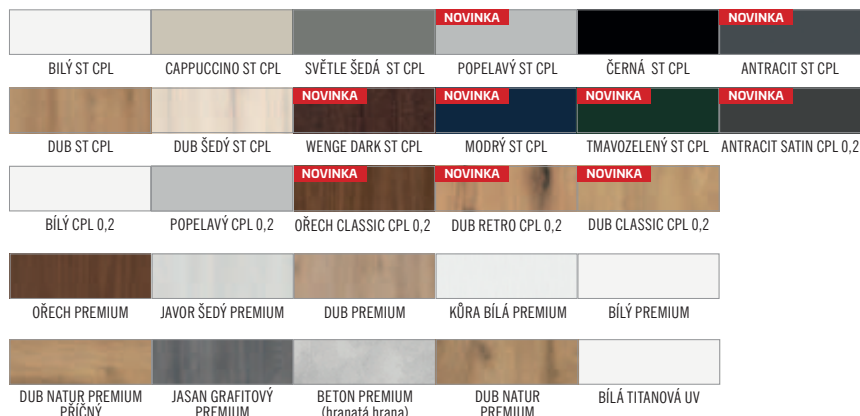 NOVINKA NOVINKA
BILÝ ST CPL CAPPUCCINO ST CPL SVĚTLE ŠEDÁ ST CPL POPELAVÝ ST CPL ČERNÁ ST CPL ANTRACIT ST CPL
NOVINKA NOVINKA NOVINKA NOVINKA
DUB ST CPL DUB ŠEDÝ ST CPL WENGE DARK ST CPL MODRÝ ST CPL TMAVOZELENÝ ST CPL ANTRACIT SATIN CPL 0,2
NOVINKA NOVINKA NOVINKA
BÍLÝ CPL 0,2 POPELAVÝ CPL 0,2 OŘECH CLASSIC CPL 0,2 DUB RETRO CPL 0,2 DUB CLASSIC CPL 0,2
OŘECH PREMIUM JAVOR ŠEDÝ PREMIUM DUB PREMIUM KŮRA BÍLÁ PREMIUM BÍLÝ PREMIUM
DUB NATUR PREMIUM JASAN GRAFITOVÝ BETON PREMIUM DUB NATUR BÍLÁ TITANOVÁ UV
PŘÍČNÝ PREMIUM (hranatá hrana) PREMIUM